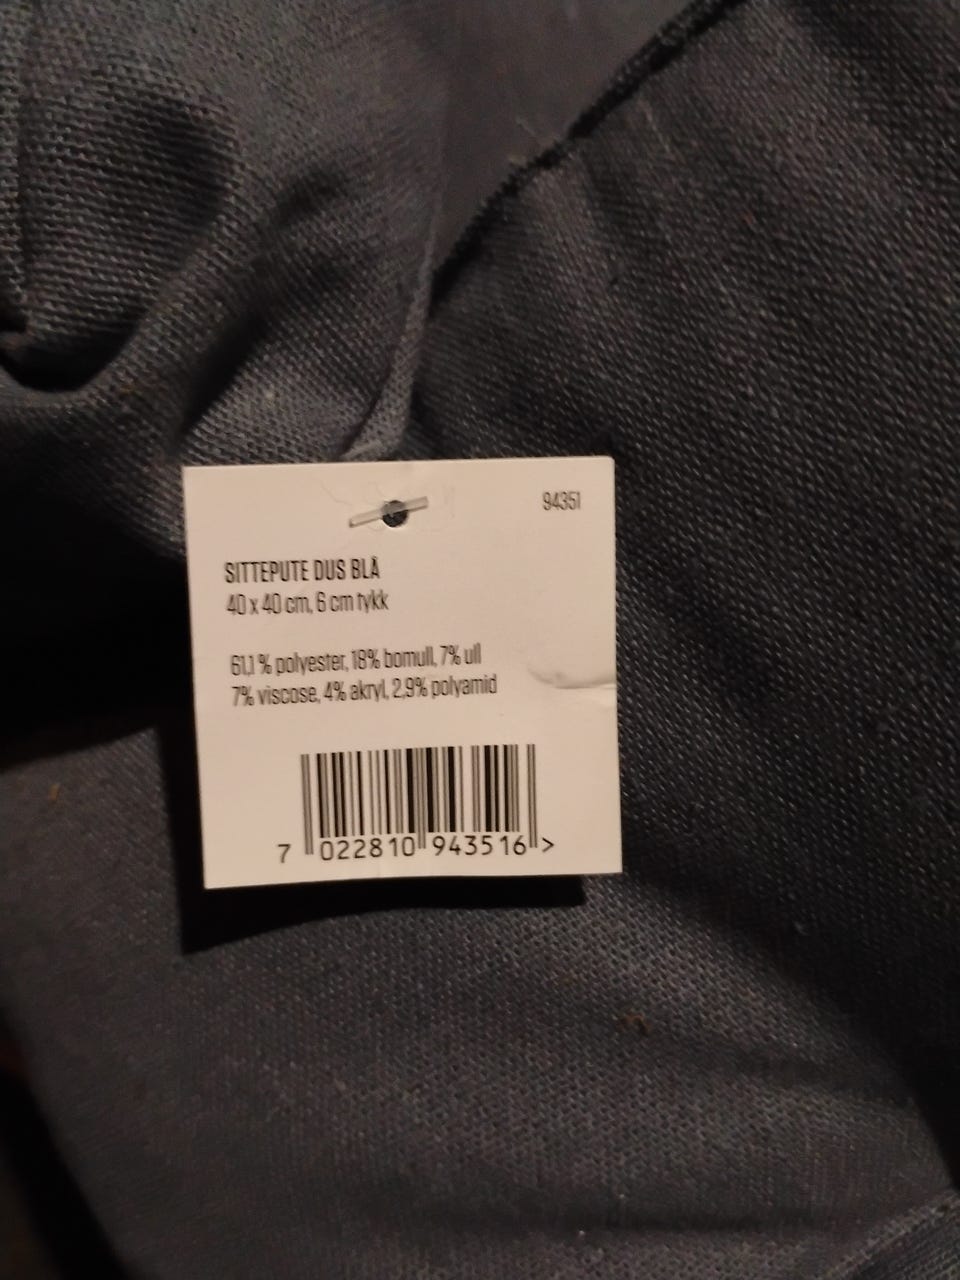 94351
SITTEPUTE DUS BLÅ
40 x 40 cm, 6 cm tykk
61,1 % polyester, 18% bomull, 7% ull
7% viscose, 4% akryl, 2,9% polyamid
7 022810 943516 >